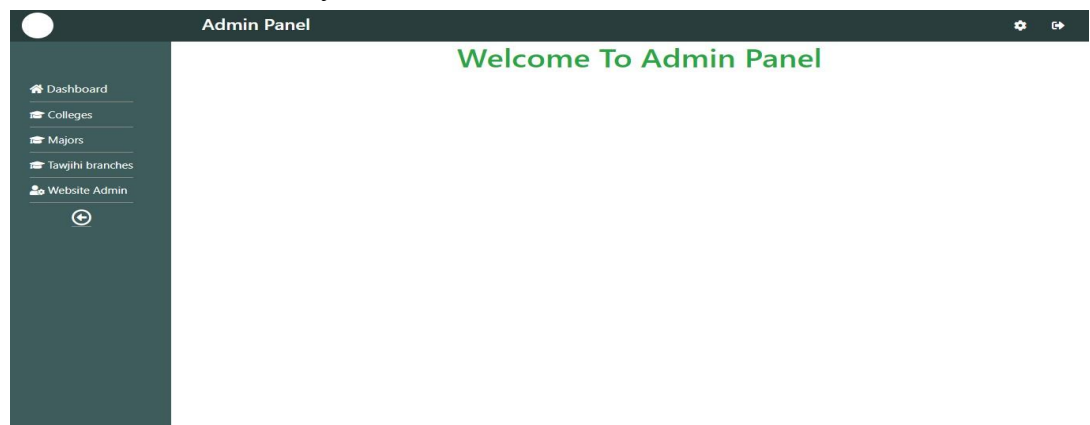 Admin Panel
Welcome To Admin Panel
Dashboard
Colleges
Majors
Tawjihi branches
Website Admin